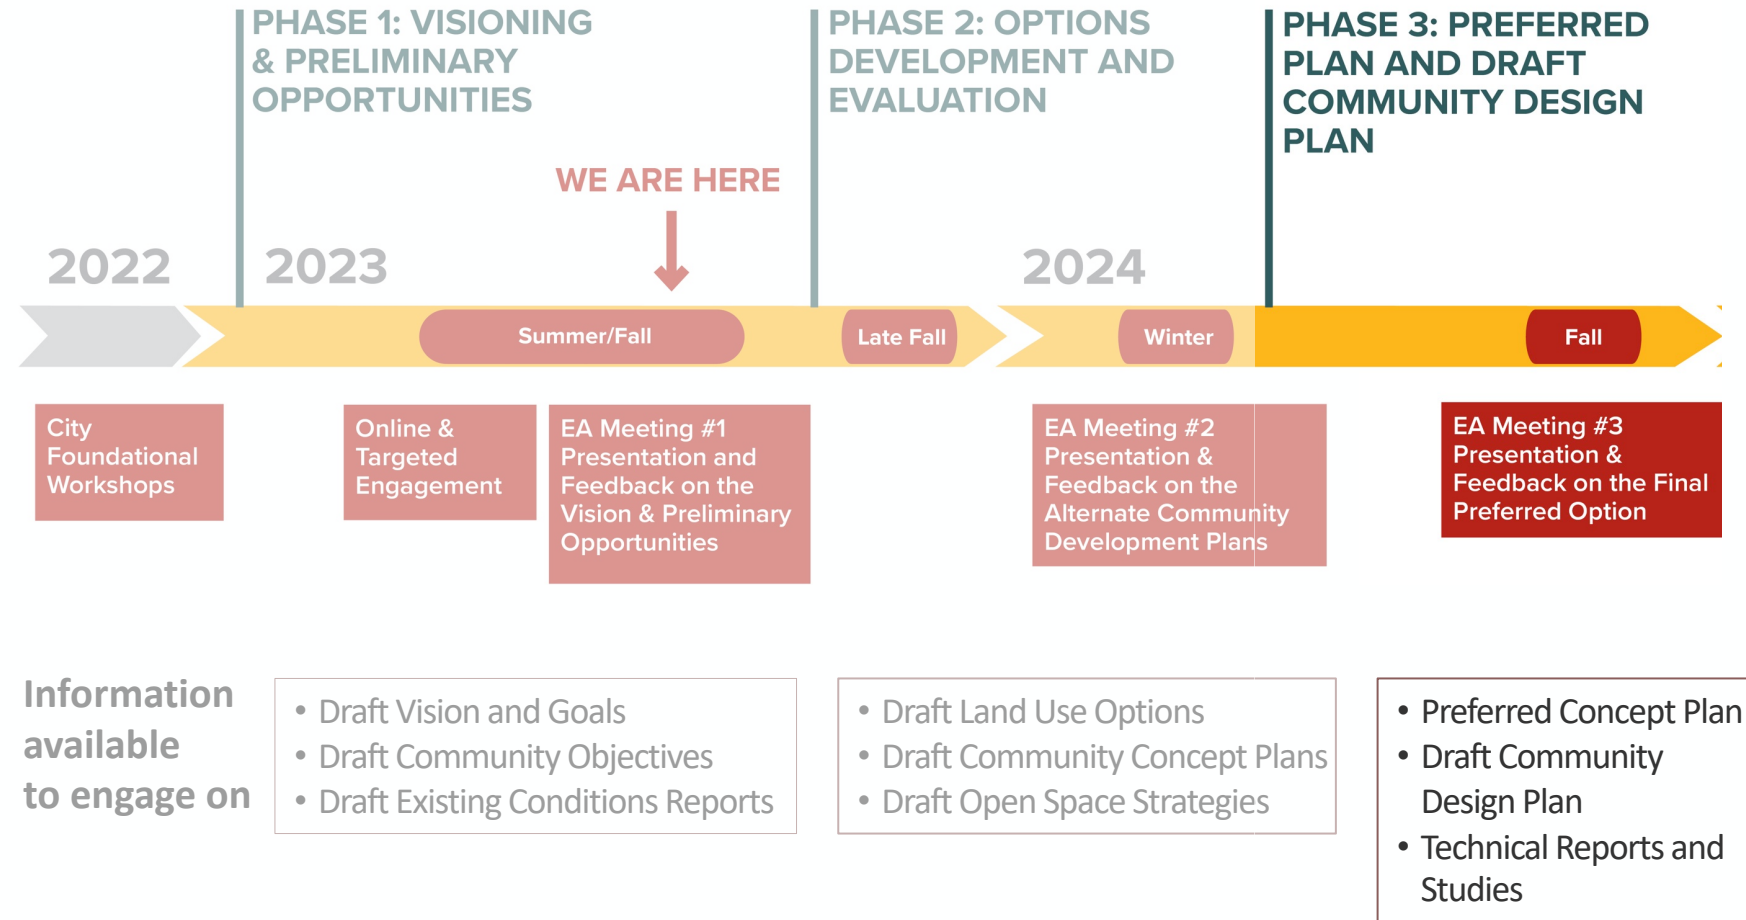 PHASE 1: VISIONING
& PRELIMINARY
OPPORTUNITIES
PHASE 2: OPTIONS
DEVELOPMENT AND
EVALUATION
PHASE 3: PREFERRED
PLAN AND DRAFT
COMMUNITY DESIGN
PLAN
WE ARE HERE
2022
2023
2024
Summer/Fall
Late Fall
Winter
Fall
City
Foundational
Workshops
Online &
Targeted
Engagement
EA Meeting #1
Presentation and
Feedback on the
Vision & Preliminary
Opportunities
EA Meeting #2
Presentation &
Feedback on the
Alternate Community
Development Plans
EA Meeting #3
Presentation &
Feedback on the Final
Preferred Option
Information
available
to engage on
• Draft Vision and Goals
• Draft Community Objectives
• Draft Existing Conditions Reports
• Draft Land Use Options
• Draft Community Concept Plans
• Draft Open Space Strategies
• Preferred Concept Plan
• Draft Community
Design Plan
• Technical Reports and
Studies